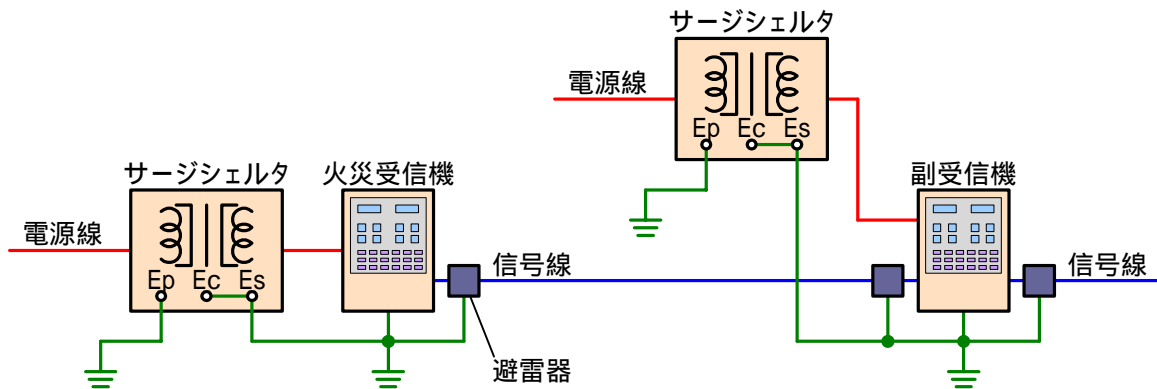 サージシェルタ
電源線
Ep Ec Es
サージシェルタ
火災受信機
副受信機
電源線
Ep Ec Es
信号線
信号線
避雷器